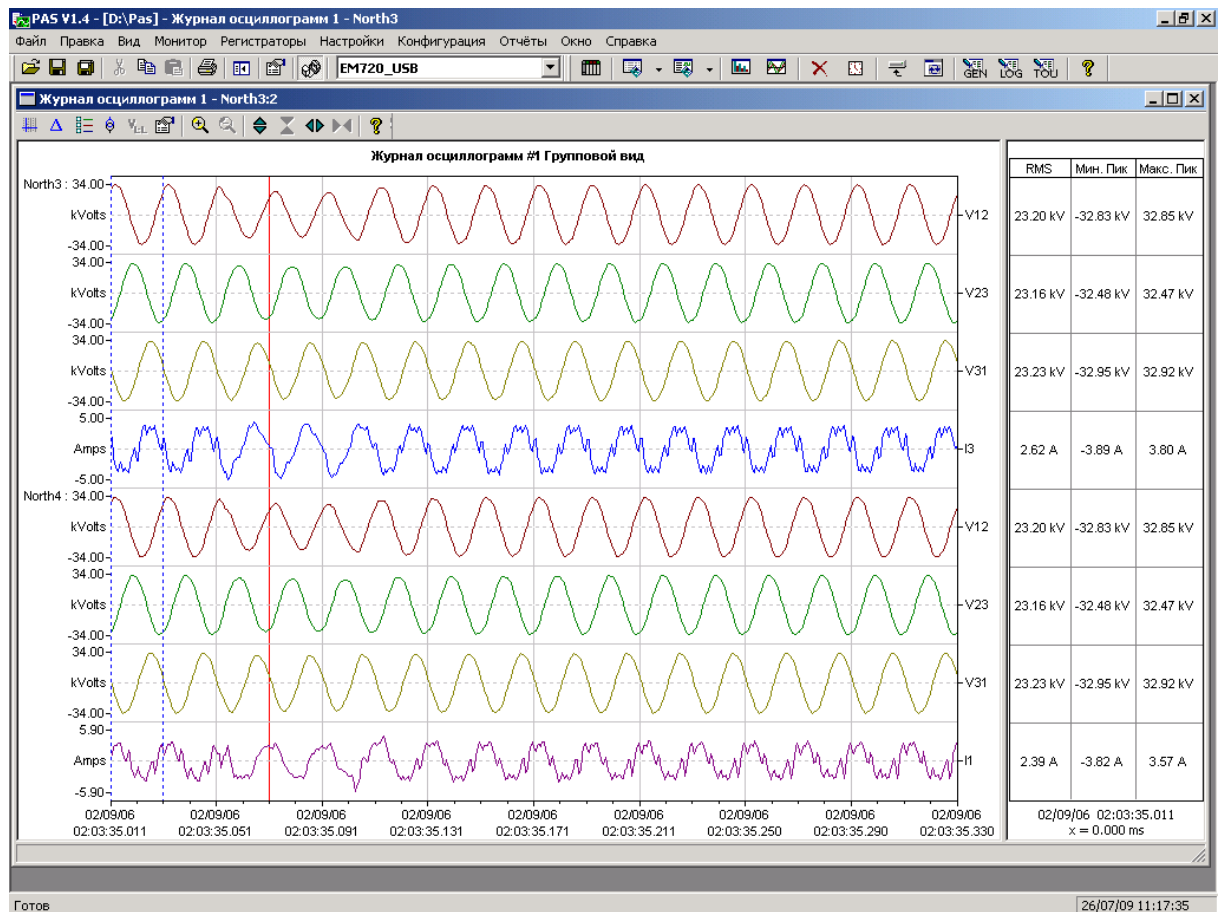 PAS V1.4 - [D:\Pas] - Журнал осциллограмм 1 - North3
Файл Правка Вид Монитор Регистраторы Настройки Конфигурация Отчёты Окно Справка
EM720_USB
GEN LOG TOU
Журнал осциллограмм 1 - North3:2
VLL
Журнал осциллограмм #1 Групповой вид
RMS Мин. Пик Макс. Пик
North3 : 34.00
kVolts V12 23.20 kV -32.83 kV 32.85 kV
-34.00
34.00
kVolts V23 23.16 kV -32.48 kV 32.47 kV
-34.00
34.00
kVolts V31 23.23 kV -32.95 kV 32.92 kV
-34.00
5.00
Amps I3 2.62 A -3.89 A 3.80 A
-5.00
North4 : 34.00
kVolts V12 23.20 kV -32.83 kV 32.85 kV
-34.00
34.00
kVolts V23 23.16 kV -32.48 kV 32.47 kV
-34.00
34.00
kVolts V31 23.23 kV -32.95 kV 32.92 kV
-34.00
5.90
Amps I1 2.39 A -3.82 A 3.57 A
-5.90
02/09/06 02/09/06 02/09/06 02/09/06 02/09/06 02/09/06 02/09/06 02/09/06 02/09/06
02:03:35.011 02:03:35.051 02:03:35.091 02:03:35.131 02:03:35.171 02:03:35.211 02:03:35.250 02:03:35.290 02:03:35.330
02/09/06 02:03:35.011
x = 0.000 ms
Готов
26/07/09 11:17:35